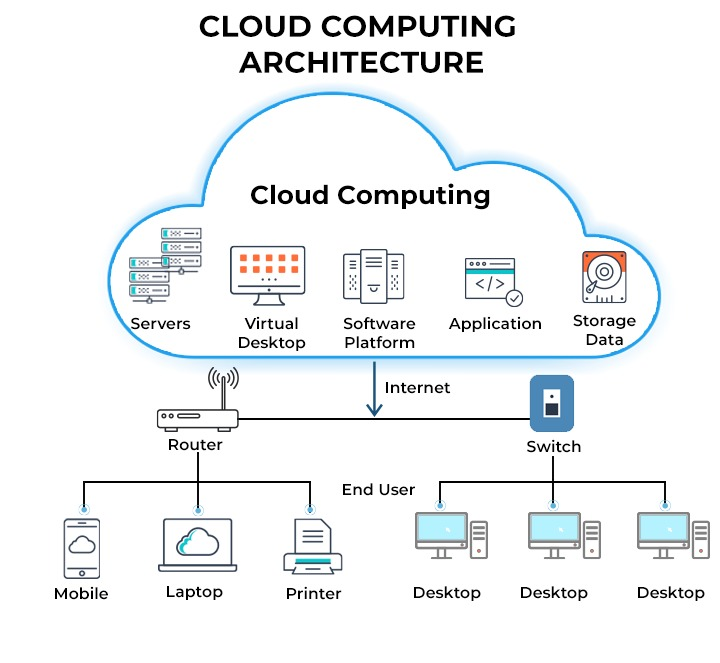 CLOUD COMPUTING
ARCHITECTURE
Cloud Computing
Servers
Virtual
Desktop
Software
Platform
</>
Application
Storage
Data
Internet
Router
Switch
End User
Mobile
Laptop
Printer
Desktop
Desktop
Desktop